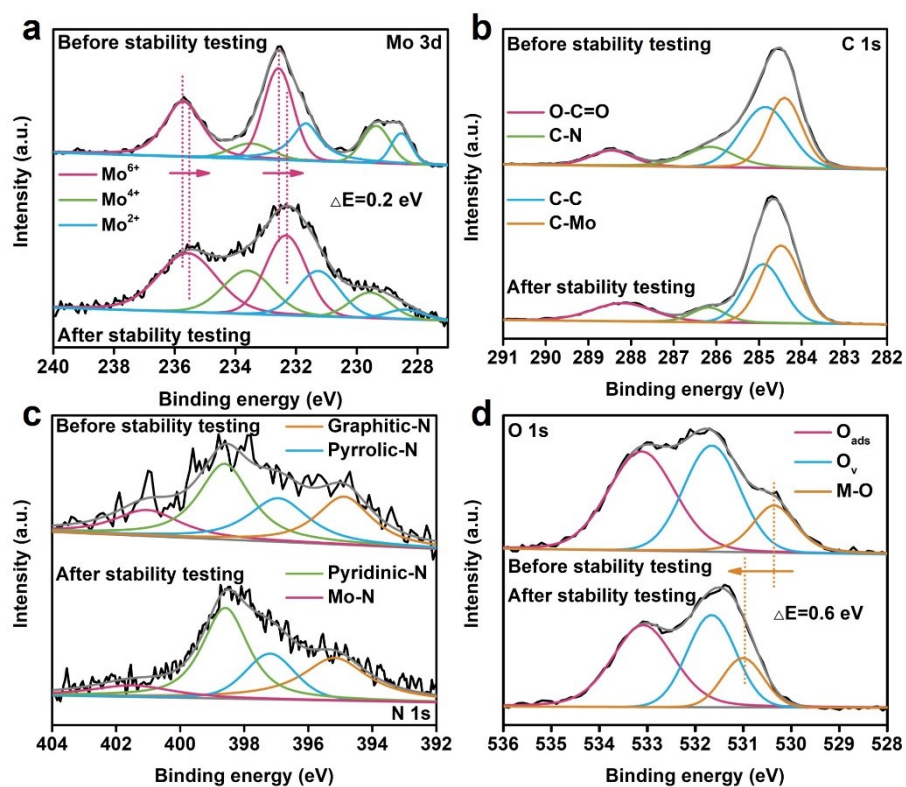 a
Before stability testing
Mo 3d
Mo6+
Mo4+
Mo2+
△E=0.2 eV
After stability testing
Intensity (a.u.)
240 238 236 234 232 230 228
Binding energy (eV)
b
Before stability testing
C 1s
O-C=O
C-N
C-C
C-Mo
After stability testing
Intensity (a.u.)
291 290 289 288 287 286 285 284 283 282
Binding energy (eV)
c
Before stability testing
Graphitic-N
Pyrrolic-N
After stability testing
Pyridinic-N
Mo-N
N 1s
Intensity (a.u.)
404 402 400 398 396 394 392
Binding energy (eV)
d
O 1s
Oads
Ov
M-O
Before stability testing
After stability testing
△E=0.6 eV
Intensity (a.u.)
536 535 534 533 532 531 530 529 528
Binding energy (eV)